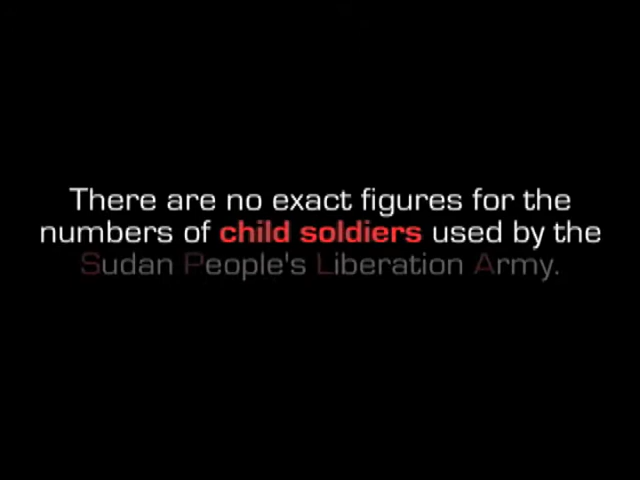 There are no exact figures for the
numbers of child soldiers used by the
Sudan People's Liberation Army.